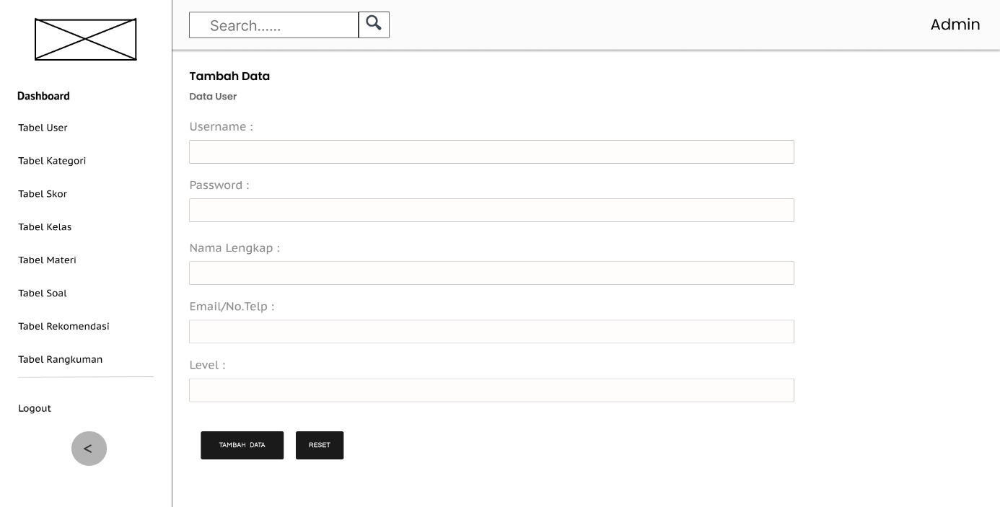 Search......
Admin
Dashboard
Tabel User
Tabel Kategori
Tabel Skor
Tabel Kelas
Tabel Materi
Tabel Soal
Tabel Rekomendasi
Tabel Rangkuman
Logout
<
Tambah Data
Data User
Username :
Password :
Nama Lengkap :
Email/No.Telp :
Level :
TAMBAH DATA
RESET